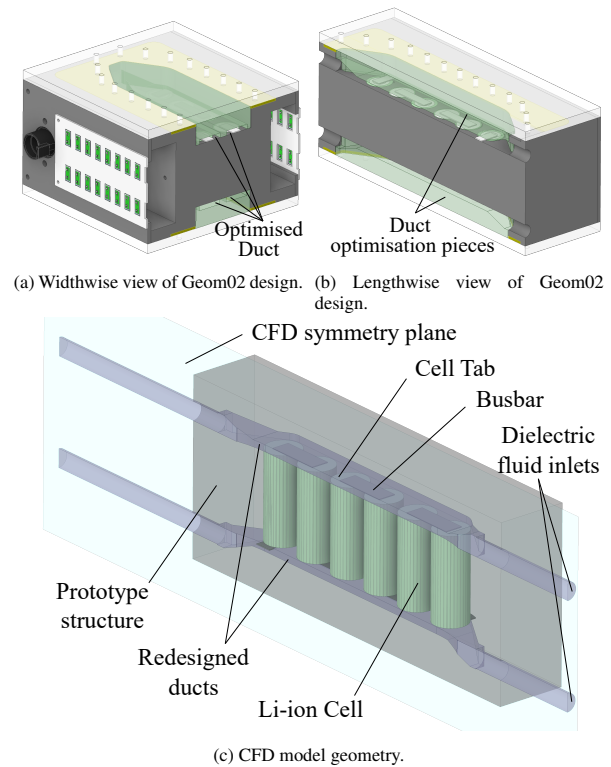 Optimised
Duct
Duct
optimisation pieces
(a) Widthwise view of Geom02 design.
(b) Lengthwise view of Geom02
design.
CFD symmetry plane
Cell Tab
Busbar
Dielectric
fluid inlets
Prototype
structure
Redesigned
ducts
Li-ion Cell
(c) CFD model geometry.